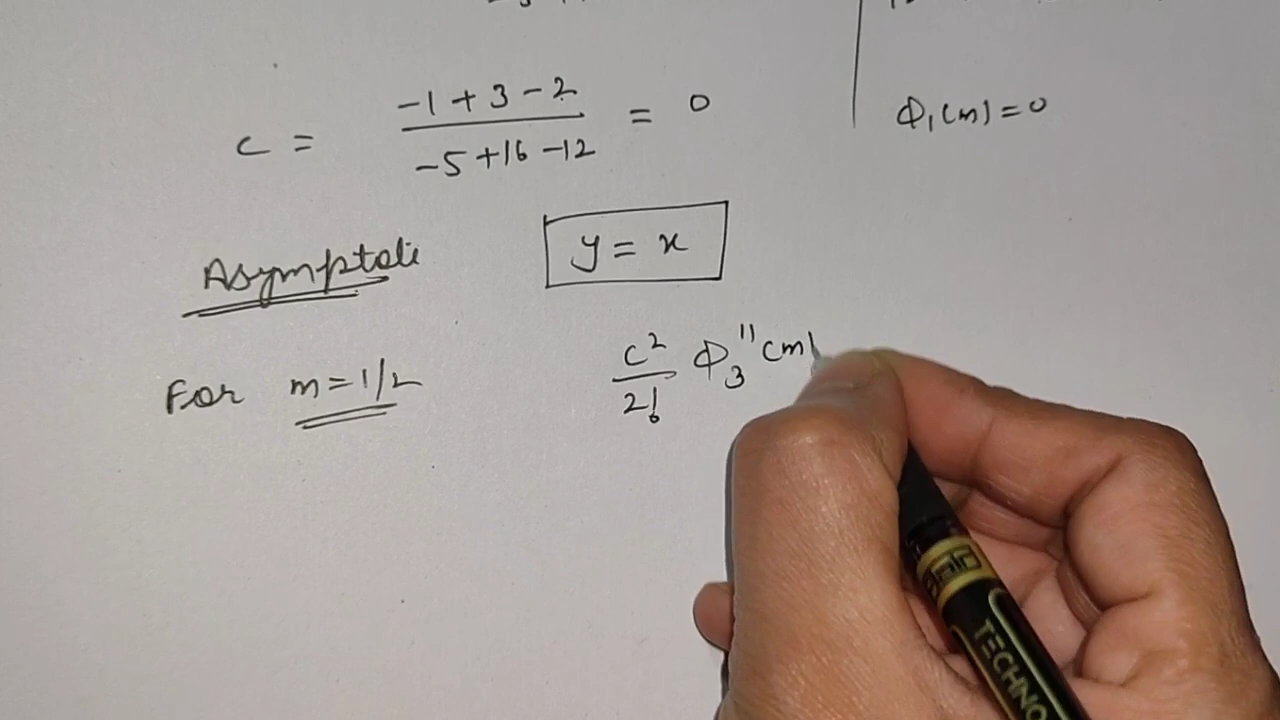 c = -1 + 3 - 2 / -5 + 16 - 12 = 0
Φ₁(m) = 0
Asymptote
y = x
For m = 1/2
c²/2! Φ₃''(m)
TECHNO